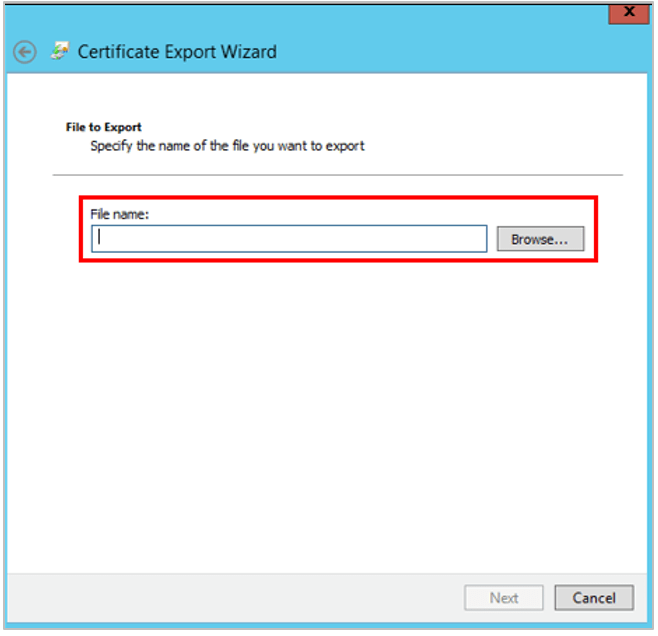 X
Certificate Export Wizard
File to Export
Specify the name of the file you want to export
File name:
Browse...
Next
Cancel